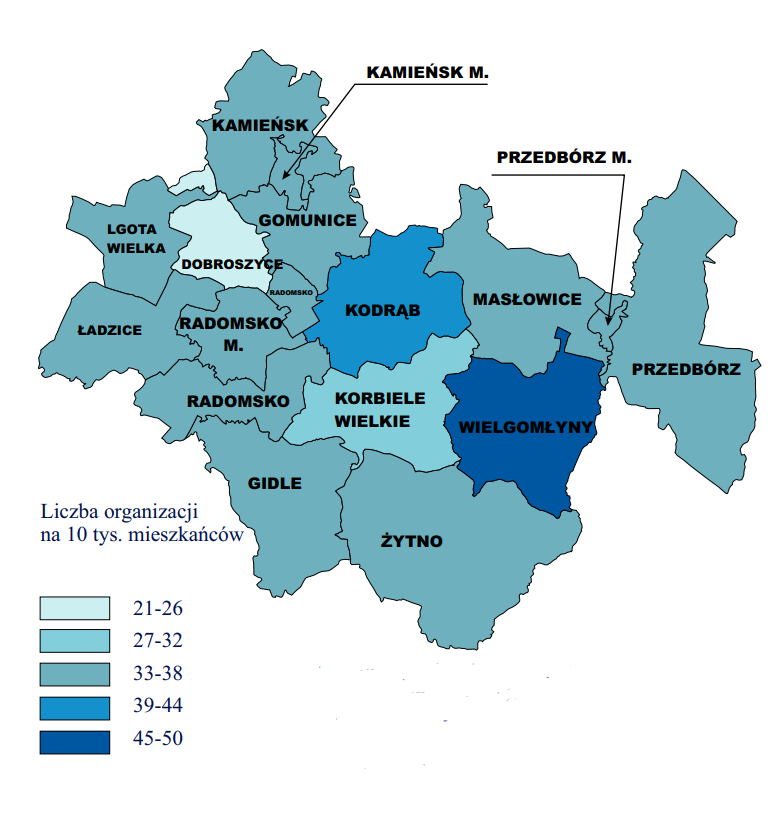 KAMIEŃSK M.
KAMIEŃSK
PRZEDBÓRZ M.
LGOTA
WIELKA
GOMUNICE
DOBROSZYCE
RADOMSKO
ŁADZICE
RADOMSKO
M.
KODRĄB
MASŁOWICE
PRZEDBÓRZ
RADOMSKO
KORBIELE
WIELKIE
WIELGOMŁYNY
GIDLE
ŻYTNO
Liczba organizacji
na 10 tys. mieszkańców
21-26
27-32
33-38
39-44
45-50